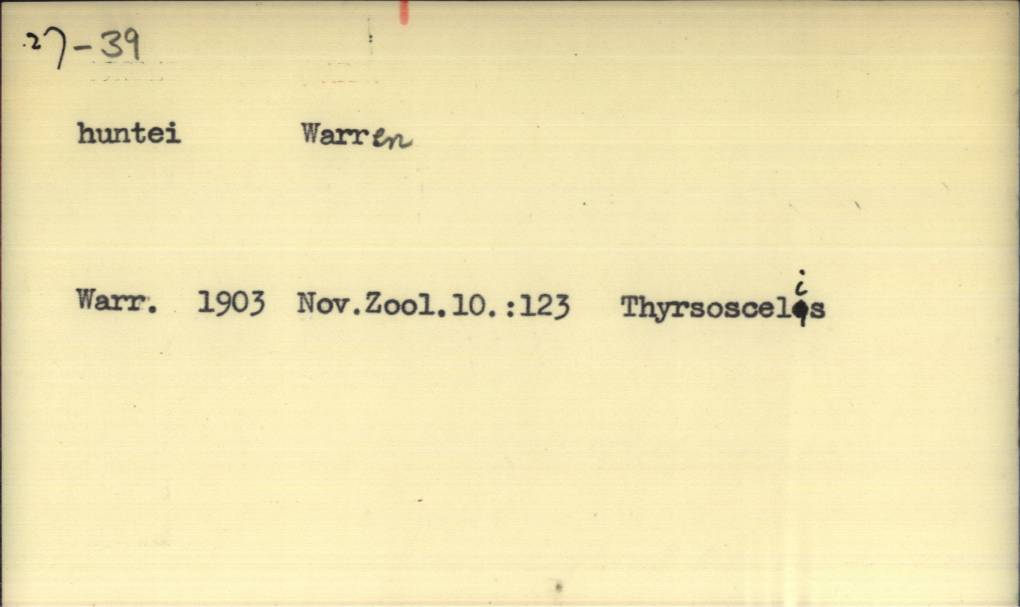 27-39
huntei Warren
Warr. 1903 Nov.Zool.10.:123 Thyrsoscelis